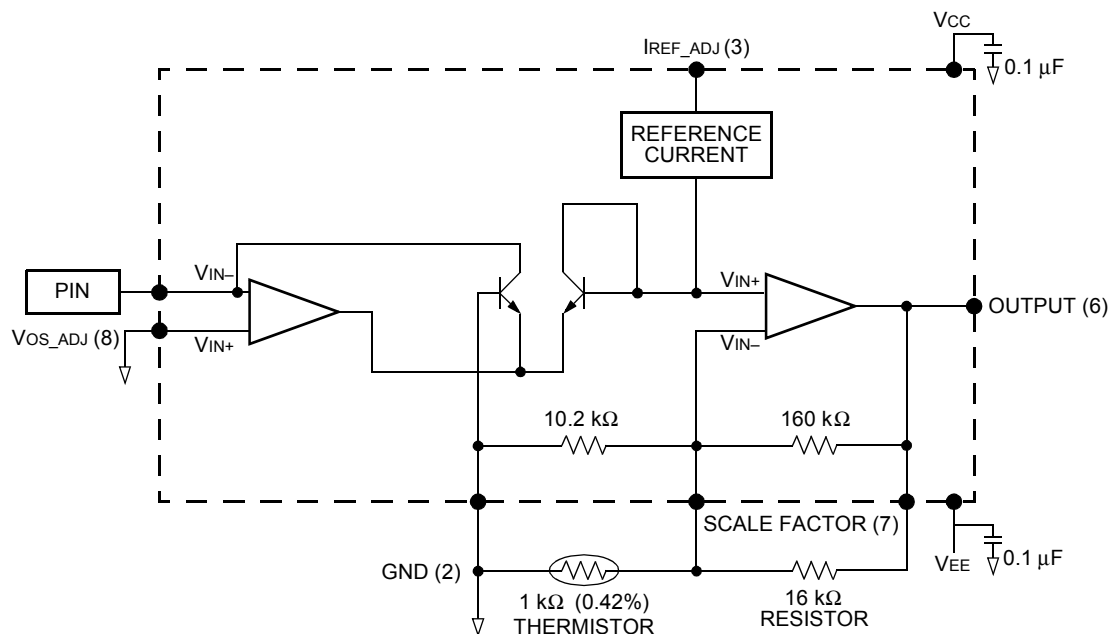 VCC
IREF_ADJ (3)
0.1 μF
REFERENCE
CURRENT
PIN
VIN–
VIN+
OUTPUT (6)
VOS_ADJ (8)
VIN+
VIN–
10.2 kΩ
160 kΩ
SCALE FACTOR (7)
GND (2)
VEE
0.1 μF
1 kΩ (0.42%)
THERMISTOR
16 kΩ
RESISTOR